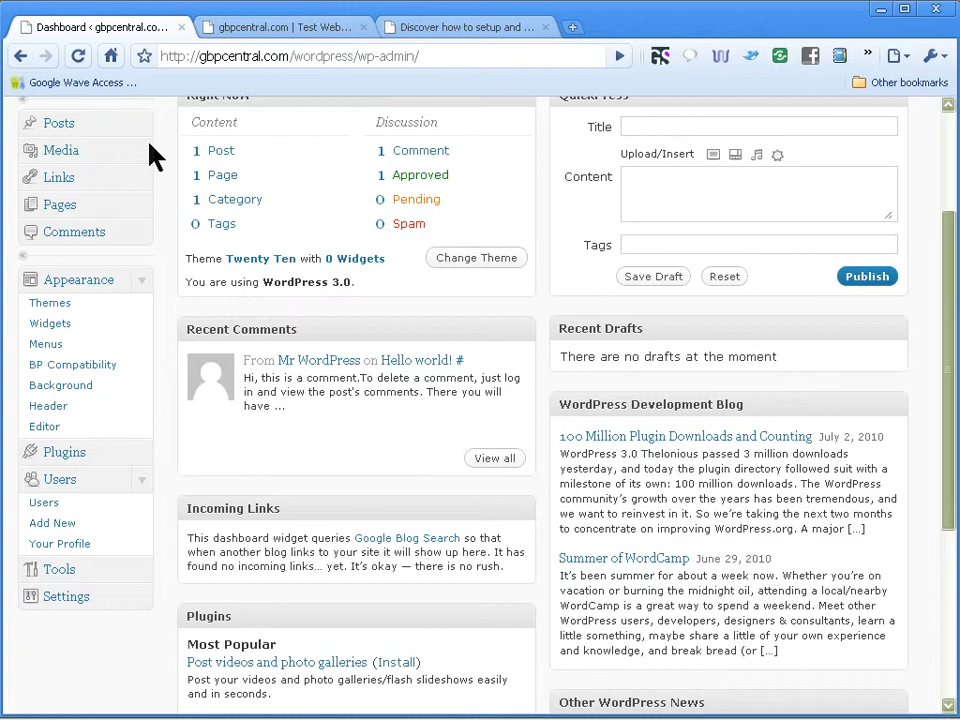 Dashboard ‹ gbpcentral.co...
gbpcentral.com | Test Web...
Discover how to setup and ...
http://gbpcentral.com/wordpress/wp-admin/
Google Wave Access ...
Other bookmarks
Posts
Media
Links
Pages
Comments
Appearance
Themes
Widgets
Menus
BP Compatibility
Background
Header
Editor
Plugins
Users
Users
Add New
Your Profile
Tools
Settings
Right Now
Content
Discussion
1 Post
1 Comment
1 Page
1 Approved
1 Category
0 Pending
0 Tags
0 Spam
Theme Twenty Ten with 0 Widgets
Change Theme
You are using WordPress 3.0.
Recent Comments
From Mr WordPress on Hello world! #
Hi, this is a comment.To delete a comment, just log
in and view the post's comments. There you will
have ...
View all
Incoming Links
This dashboard widget queries Google Blog Search so that
when another blog links to your site it will show up here. It has
found no incoming links... yet. It's okay — there is no rush.
Plugins
Most Popular
Post videos and photo galleries (Install)
Post your videos and photo galleries/flash slideshows easily
and in seconds.
QuickPress
Title
Upload/Insert
Content
Tags
Save Draft
Reset
Publish
Recent Drafts
There are no drafts at the moment
WordPress Development Blog
100 Million Plugin Downloads and Counting July 2, 2010
WordPress 3.0 Thelonious passed 3 million downloads
yesterday, and today the plugin directory followed suit with a
milestone of its own: 100 million downloads. The WordPress
community's growth over the years has been tremendous, and
we want to reinvest in it. So we're taking the next two months
to concentrate on improving WordPress.org. A major [...]
Summer of WordCamp June 29, 2010
It's been summer for about a week now. Whether you're on
vacation or burning the midnight oil, attending a local/nearby
WordCamp is a great way to spend a weekend. Meet other
WordPress users, developers, designers & consultants, learn a
little something, maybe share a little of your own experience
and knowledge, and break bread (or [...]
Other WordPress News